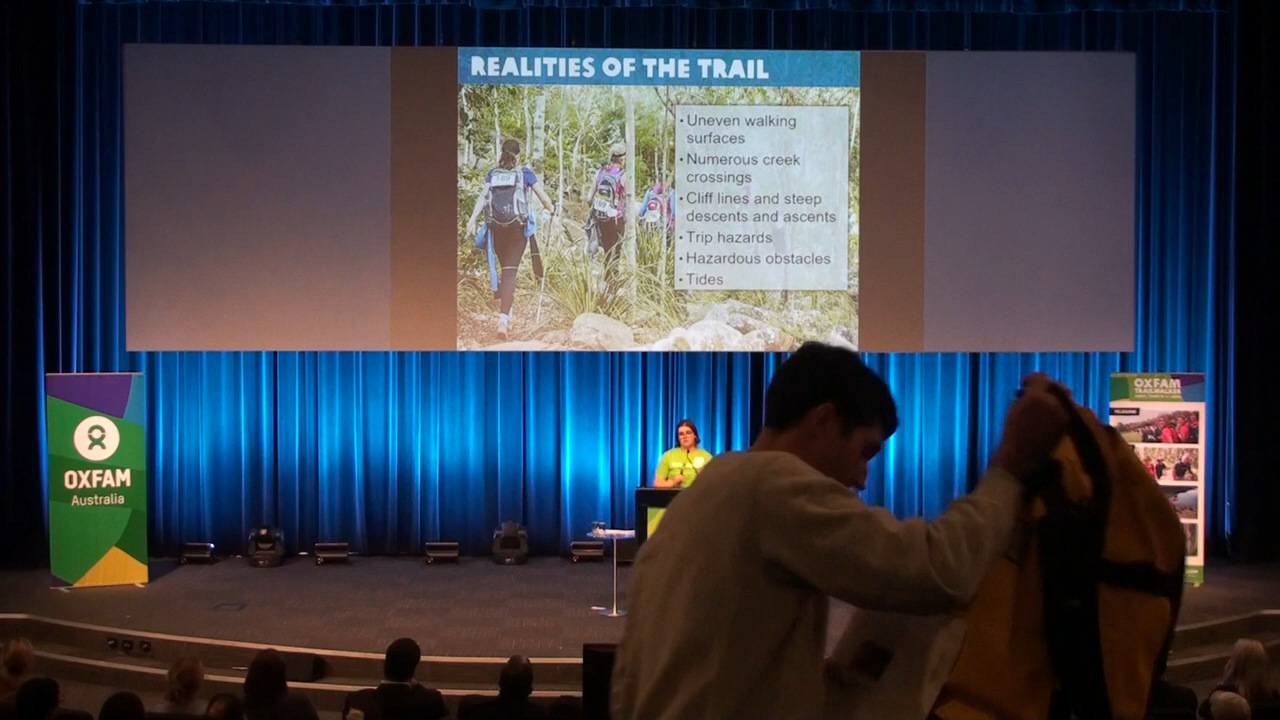 REALITIES OF THE TRAIL
• Uneven walking
surfaces
• Numerous creek
crossings
• Cliff lines and steep
descents and ascents
• Trip hazards
• Hazardous obstacles
• Tides
OXFAM
Australia
OXFAM
TRAILWALKER